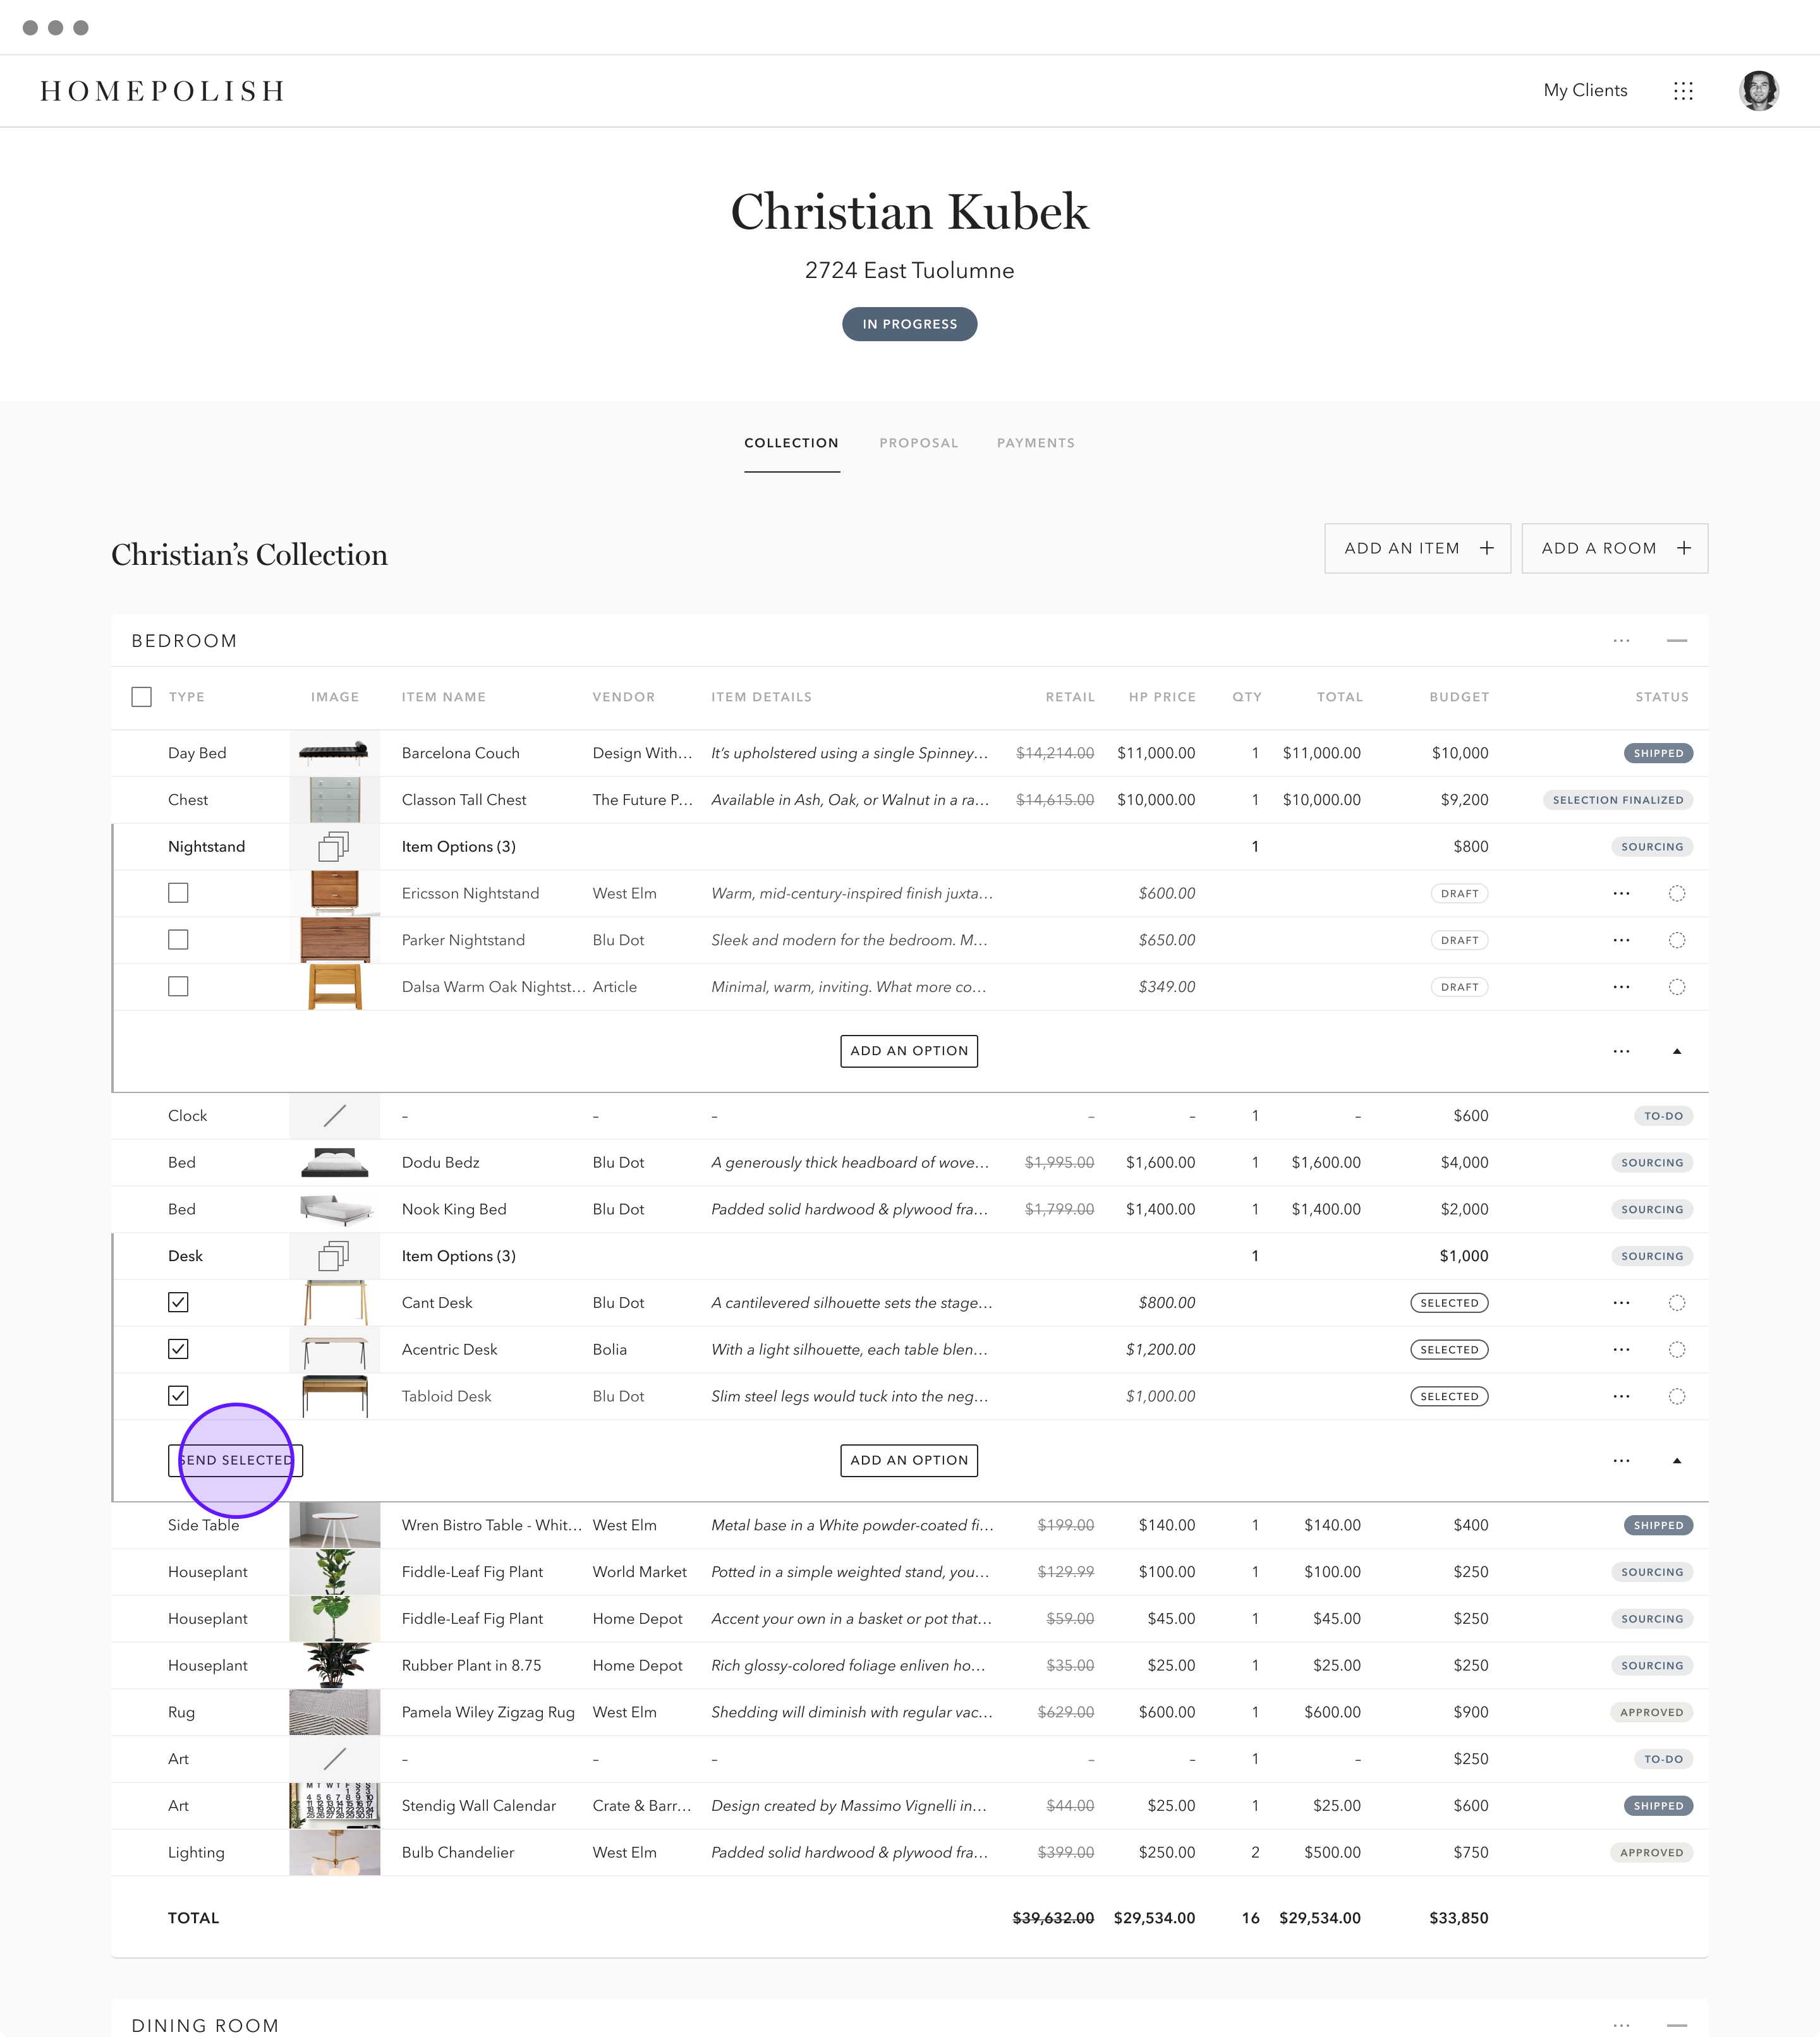 HOMEPOLISH
My Clients
Christian Kubek
2724 East Tuolumne
IN PROGRESS
COLLECTION PROPOSAL PAYMENTS
Christian’s Collection
ADD AN ITEM +
ADD A ROOM +
BEDROOM
TYPE IMAGE ITEM NAME VENDOR ITEM DETAILS RETAIL HP PRICE QTY TOTAL BUDGET STATUS
Day Bed Barcelona Couch Design With… It’s upholstered using a single Spinney… $14,214.00 $11,000.00 1 $11,000.00 $10,000 SHIPPED
Chest Classon Tall Chest The Future P… Available in Ash, Oak, or Walnut in a ra… $14,615.00 $10,000.00 1 $10,000.00 $9,200 SELECTION FINALIZED
Nightstand Item Options (3) 1 $800 SOURCING
Ericsson Nightstand West Elm Warm, mid-century-inspired finish juxta… $600.00 DRAFT
Parker Nightstand Blu Dot Sleek and modern for the bedroom. M… $650.00 DRAFT
Dalsa Warm Oak Nightst… Article Minimal, warm, inviting. What more co… $349.00 DRAFT
ADD AN OPTION
Clock – – – – – 1 – $600 TO-DO
Bed Dodu Bedz Blu Dot A generously thick headboard of wove… $1,995.00 $1,600.00 1 $1,600.00 $4,000 SOURCING
Bed Nook King Bed Blu Dot Padded solid hardwood & plywood fra… $1,799.00 $1,400.00 1 $1,400.00 $2,000 SOURCING
Desk Item Options (3) 1 $1,000 SOURCING
Cant Desk Blu Dot A cantilevered silhouette sets the stage… $800.00 SELECTED
Acentric Desk Bolia With a light silhouette, each table blen… $1,200.00 SELECTED
Tabloid Desk Blu Dot Slim steel legs would tuck into the neg… $1,000.00 SELECTED
SEND SELECTED ADD AN OPTION
Side Table Wren Bistro Table - Whit… West Elm Metal base in a White powder-coated fi… $199.00 $140.00 1 $140.00 $400 SHIPPED
Houseplant Fiddle-Leaf Fig Plant World Market Potted in a simple weighted stand, you… $129.99 $100.00 1 $100.00 $250 SOURCING
Houseplant Fiddle-Leaf Fig Plant Home Depot Accent your own in a basket or pot that… $59.00 $45.00 1 $45.00 $250 SOURCING
Houseplant Rubber Plant in 8.75 Home Depot Rich glossy-colored foliage enliven ho… $35.00 $25.00 1 $25.00 $250 SOURCING
Rug Pamela Wiley Zigzag Rug West Elm Shedding will diminish with regular vac… $629.00 $600.00 1 $600.00 $900 APPROVED
Art – – – – – 1 – $250 TO-DO
Art Stendig Wall Calendar Crate & Barr… Design created by Massimo Vignelli in… $44.00 $25.00 1 $25.00 $600 SHIPPED
Lighting Bulb Chandelier West Elm Padded solid hardwood & plywood fra… $399.00 $250.00 2 $500.00 $750 APPROVED
TOTAL $39,632.00 $29,534.00 16 $29,534.00 $33,850
DINING ROOM